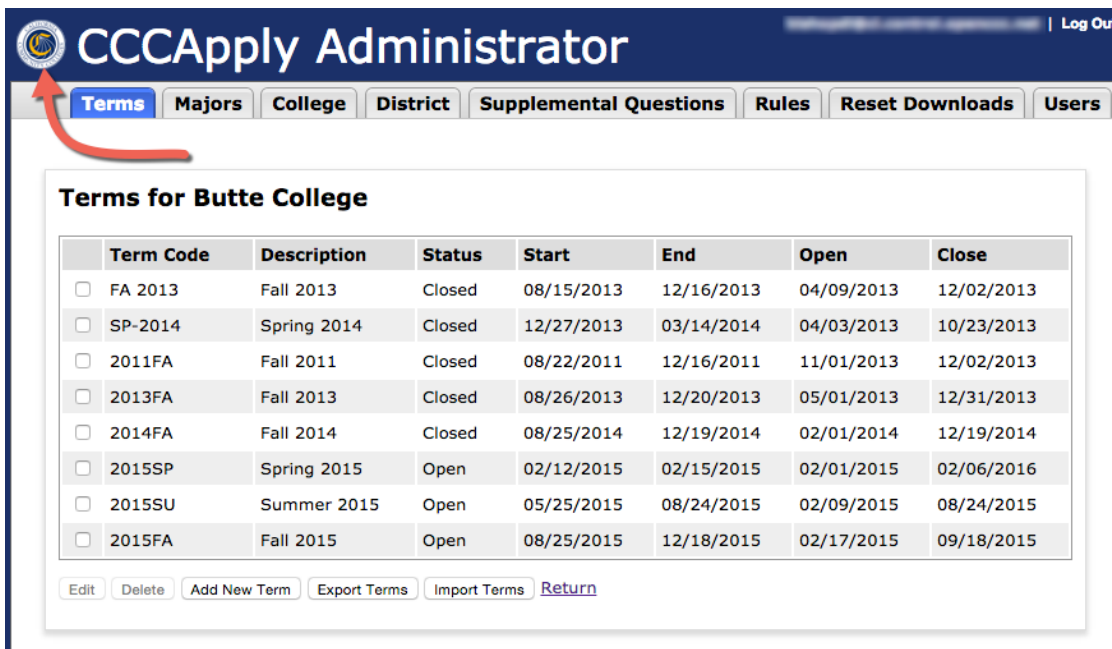 CCCApply Administrator | Log Ou
Terms Majors College District Supplemental Questions Rules Reset Downloads Users
Terms for Butte College
Term Code Description Status Start End Open Close
FA 2013 Fall 2013 Closed 08/15/2013 12/16/2013 04/09/2013 12/02/2013
SP-2014 Spring 2014 Closed 12/27/2013 03/14/2014 04/03/2013 10/23/2013
2011FA Fall 2011 Closed 08/22/2011 12/16/2011 11/01/2013 12/02/2013
2013FA Fall 2013 Closed 08/26/2013 12/20/2013 05/01/2013 12/31/2013
2014FA Fall 2014 Closed 08/25/2014 12/19/2014 02/01/2014 12/19/2014
2015SP Spring 2015 Open 02/12/2015 02/15/2015 02/01/2015 02/06/2016
2015SU Summer 2015 Open 05/25/2015 08/24/2015 02/09/2015 08/24/2015
2015FA Fall 2015 Open 08/25/2015 12/18/2015 02/17/2015 09/18/2015
Edit Delete Add New Term Export Terms Import Terms Return